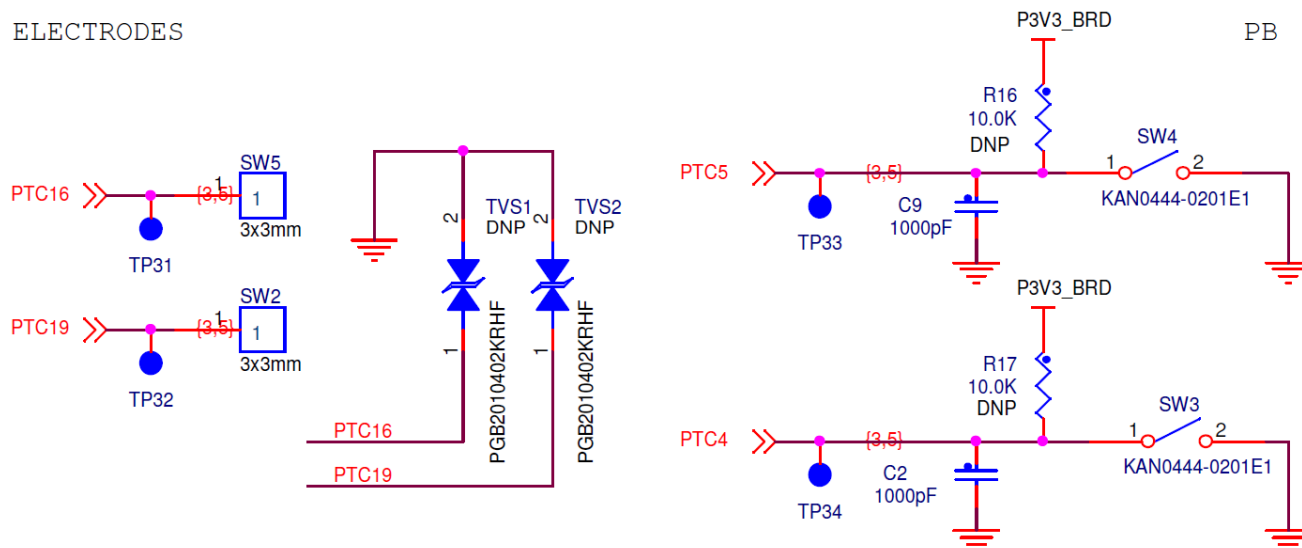 ELECTRODES
PTC16
{3,5}
1
SW5
1
3x3mm
TP31
PTC19
{3,5}
1
SW2
1
3x3mm
TP32
2
TVS1
DNP
1
PGB2010402KRHF
2
TVS2
DNP
1
PGB2010402KRHF
PTC16
PTC19
PB
P3V3_BRD
R16
10.0K
DNP
PTC5
{3,5}
TP33
C9
1000pF
SW4
1
2
KAN0444-0201E1
P3V3_BRD
R17
10.0K
DNP
PTC4
{3,5}
TP34
C2
1000pF
SW3
1
2
KAN0444-0201E1